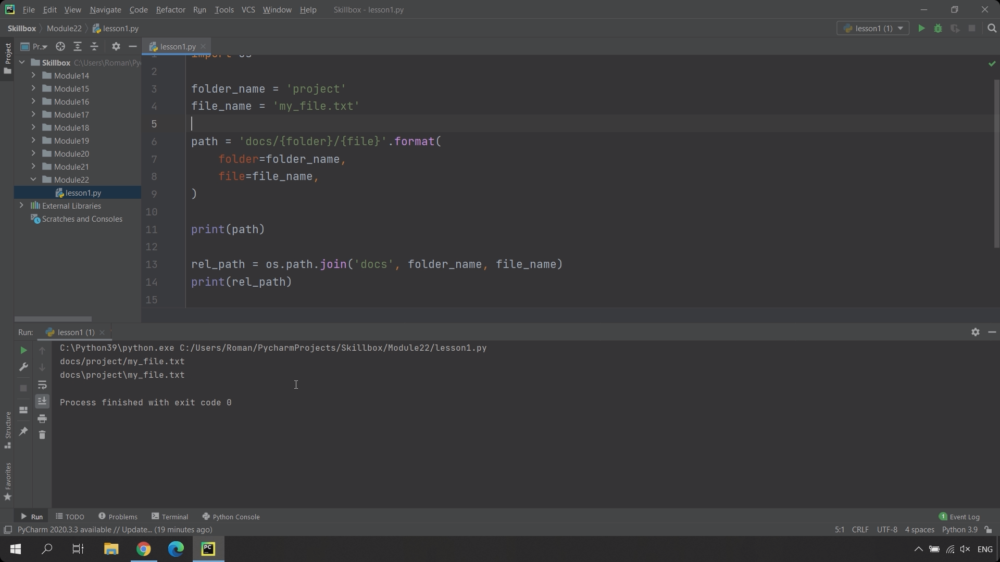 File Edit View Navigate Code Refactor Run Tools VCS Window Help Skillbox - lesson1.py
Skillbox Module22 lesson1.py lesson1 (1)
Project
Pr... lesson1.py
Skillbox C:\Users\Roman\Py
Module14
Module15
Module16
Module17
Module18
Module19
Module20
Module21
Module22
lesson1.py
External Libraries
Scratches and Consoles
1 import os
2
3 folder_name = 'project'
4 file_name = 'my_file.txt'
5
6 path = 'docs/{folder}/{file}'.format(
7 folder=folder_name,
8 file=file_name,
9 )
10
11 print(path)
12
13 rel_path = os.path.join('docs', folder_name, file_name)
14 print(rel_path)
15
Run: lesson1 (1)
C:\Python39\python.exe C:/Users/Roman/PycharmProjects/Skillbox/Module22/lesson1.py
docs/project/my_file.txt
docs\project\my_file.txt
Process finished with exit code 0
Structure
Favorites
Run TODO Problems Terminal Python Console 1 Event Log
PyCharm 2020.3.3 available // Update... (19 minutes ago) 5:1 CRLF UTF-8 4 spaces Python 3.9
PC ENG